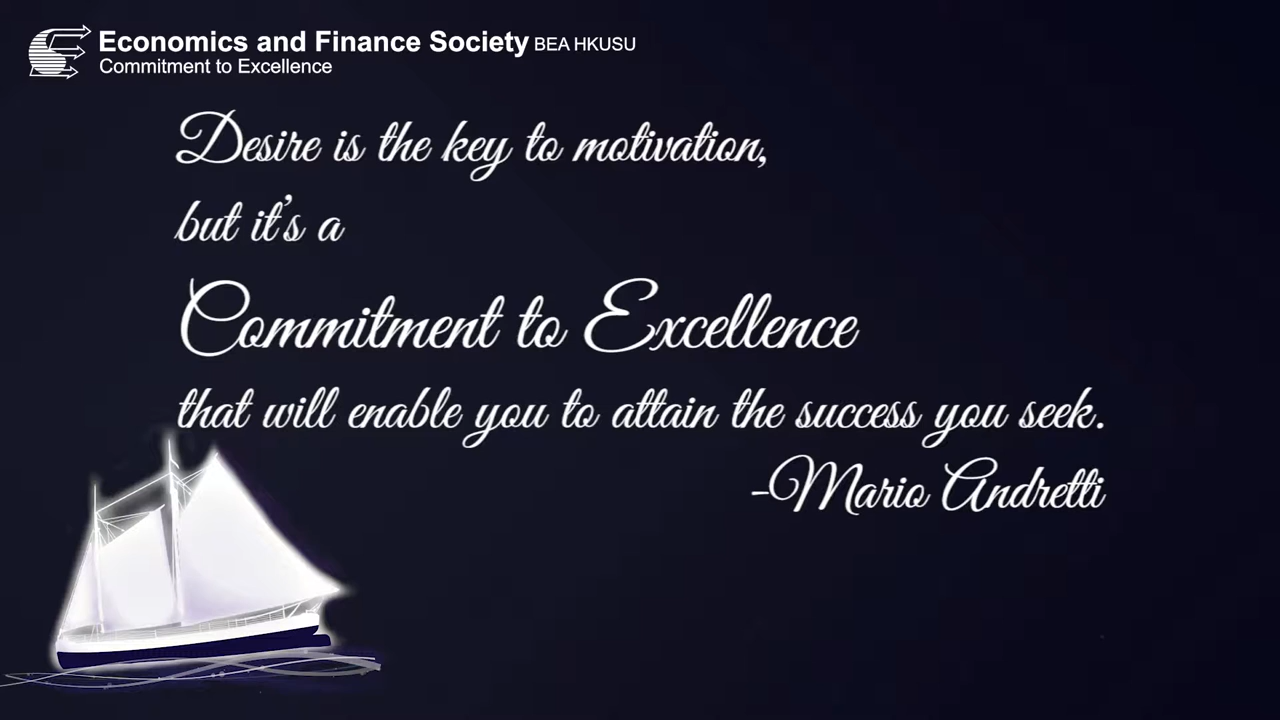 Economics and Finance Society BEA HKUSU
Commitment to Excellence
Desire is the key to motivation,
but it's a
Commitment to Excellence
that will enable you to attain the success you seek.
-Mario Andretti